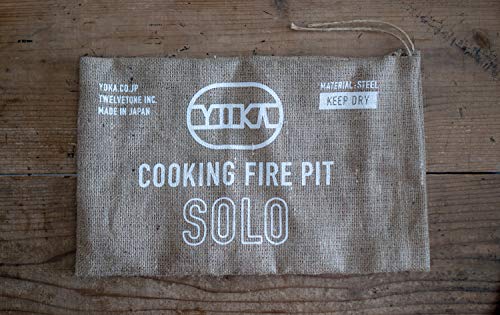 YOKA.CO.JP
TWELVETONE INC.
MADE IN JAPAN
YOKA
MATERIAL:STEEL
KEEP DRY
COOKING FIRE PIT
SOLO